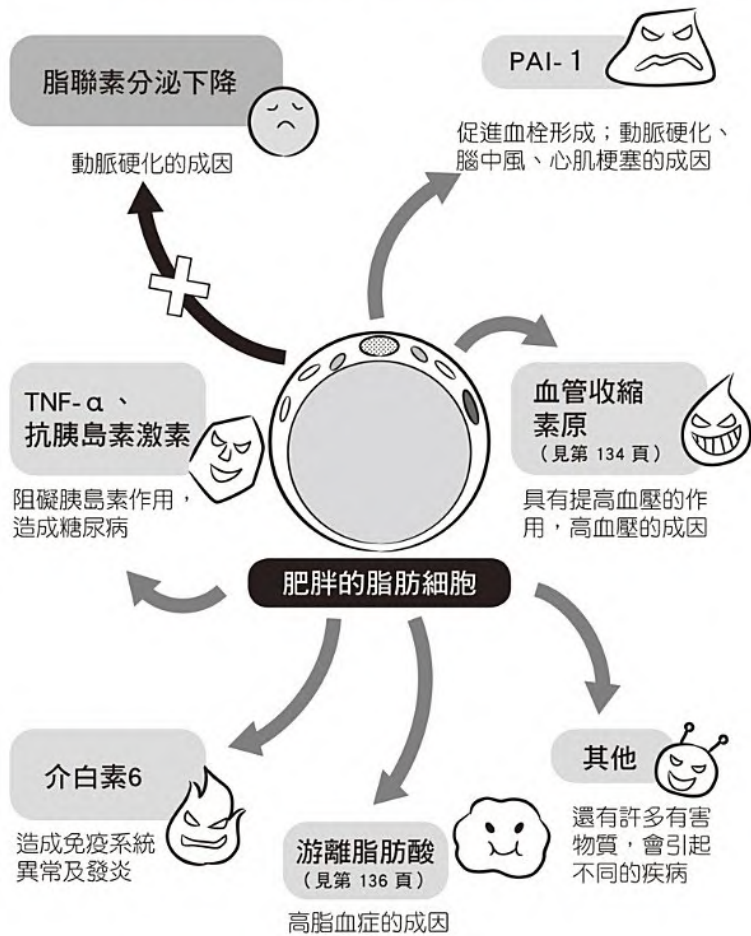 脂聯素分泌下降
動脈硬化的成因
PAI- 1
促進血栓形成；動脈硬化、
腦中風、心肌梗塞的成因
TNF- α 、
抗胰島素激素
阻礙胰島素作用，
造成糖尿病
血管收縮
素原
（見第 134 頁）
具有提高血壓的作
用，高血壓的成因
肥胖的脂肪細胞
介白素6
造成免疫系統
異常及發炎
游離脂肪酸
（見第 136 頁）
高脂血症的成因
其他
還有許多有害
物質，會引起
不同的疾病